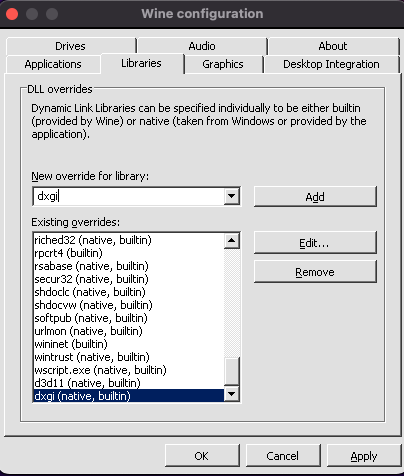 Wine configuration
Drives
Audio
About
Applications
Libraries
Graphics
Desktop Integration
DLL overrides
Dynamic Link Libraries can be specified individually to be either builtin
(provided by Wine) or native (taken from Windows or provided by the
application).
New override for library:
dxgi
Add
Existing overrides:
riched32 (native, builtin)
rpcrt4 (builtin)
rsabase (native, builtin)
secur32 (native, builtin)
shdoclc (native, builtin)
shdocvw (native, builtin)
softpub (native, builtin)
urlmon (native, builtin)
wininet (builtin)
wintrust (native, builtin)
wscript.exe (native, builtin)
d3d11 (native, builtin)
dxgi (native, builtin)
Edit...
Remove
OK
Cancel
Apply